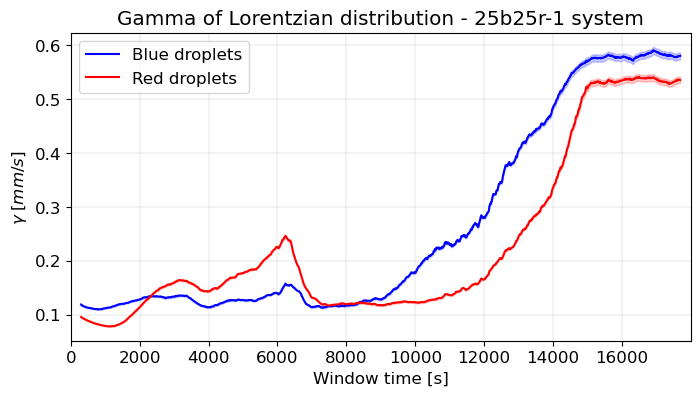 Gamma of Lorentzian distribution - 25b25r-1 system
Blue droplets
Red droplets
γ [mm/s]
0.6
0.5
0.4
0.3
0.2
0.1
0 2000 4000 6000 8000 10000 12000 14000 16000
Window time [s]